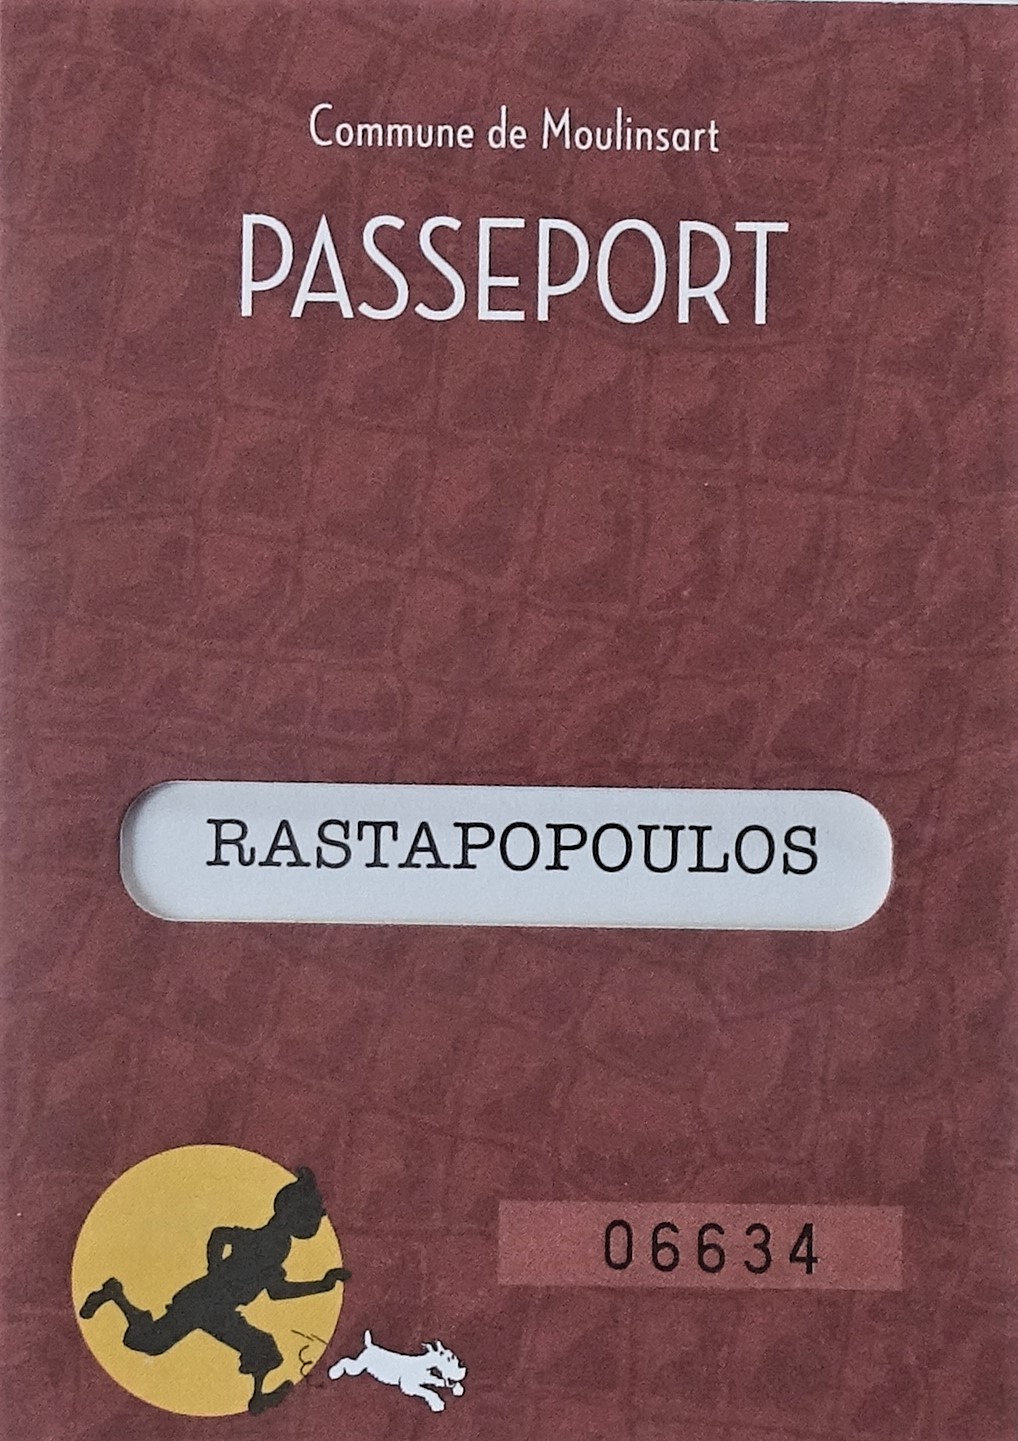 Commune de Moulinsart
PASSEPORT
RASTAPOPOULOS
06634